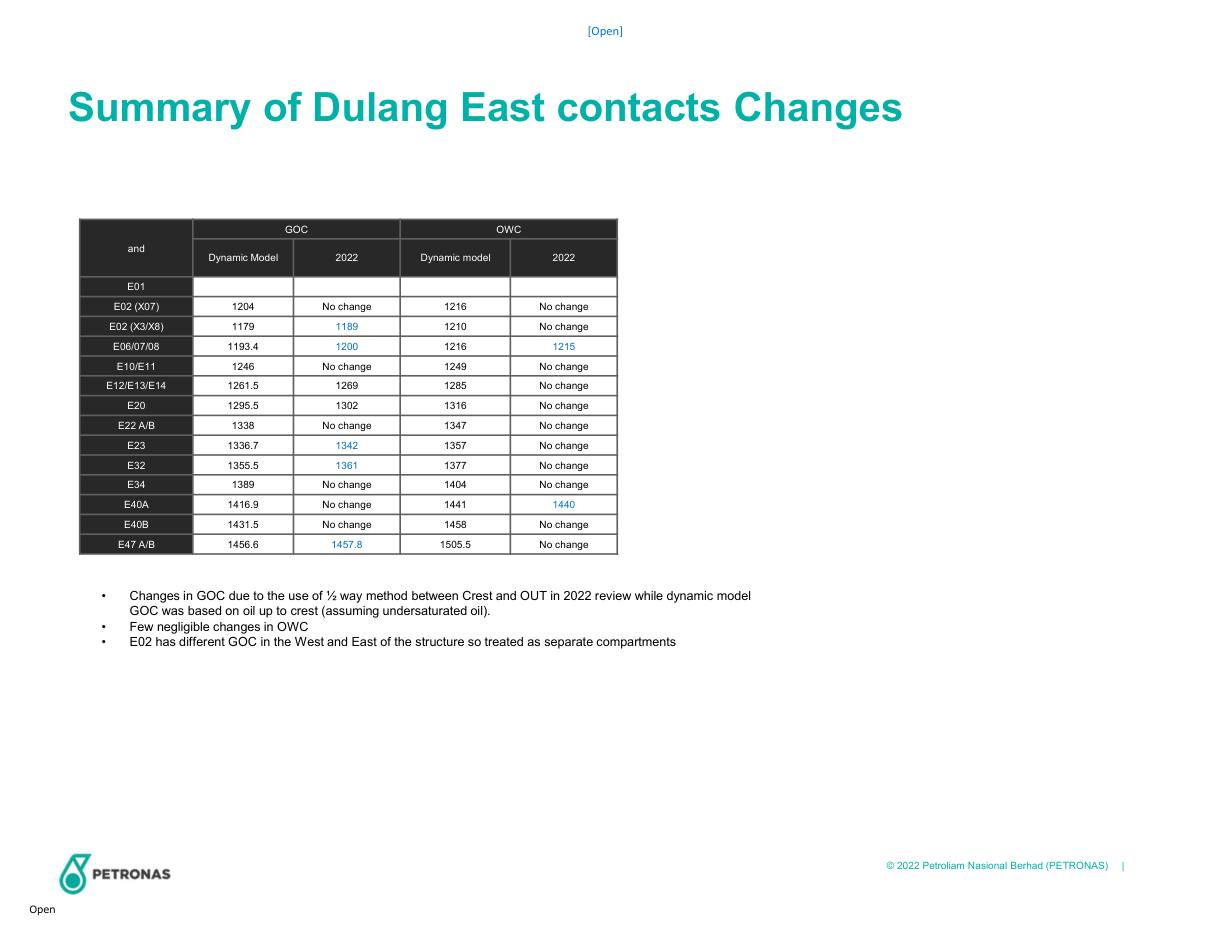 [Open]
Summary of Dulang East contacts Changes
and GOC OWC
Dynamic Model 2022 Dynamic model 2022
E01
E02 (X07) 1204 No change 1216 No change
E02 (X3/X8) 1179 1189 1210 No change
E06/07/08 1193.4 1200 1216 1215
E10/E11 1246 No change 1249 No change
E12/E13/E14 1261.5 1269 1285 No change
E20 1295.5 1302 1316 No change
E22 A/B 1338 No change 1347 No change
E23 1336.7 1342 1357 No change
E32 1355.5 1361 1377 No change
E34 1389 No change 1404 No change
E40A 1416.9 No change 1441 1440
E40B 1431.5 No change 1458 No change
E47 A/B 1456.6 1457.8 1505.5 No change
• Changes in GOC due to the use of ½ way method between Crest and OUT in 2022 review while dynamic model
GOC was based on oil up to crest (assuming undersaturated oil).
• Few negligible changes in OWC
• E02 has different GOC in the West and East of the structure so treated as separate compartments
PETRONAS
© 2022 Petroliam Nasional Berhad (PETRONAS) |
Open